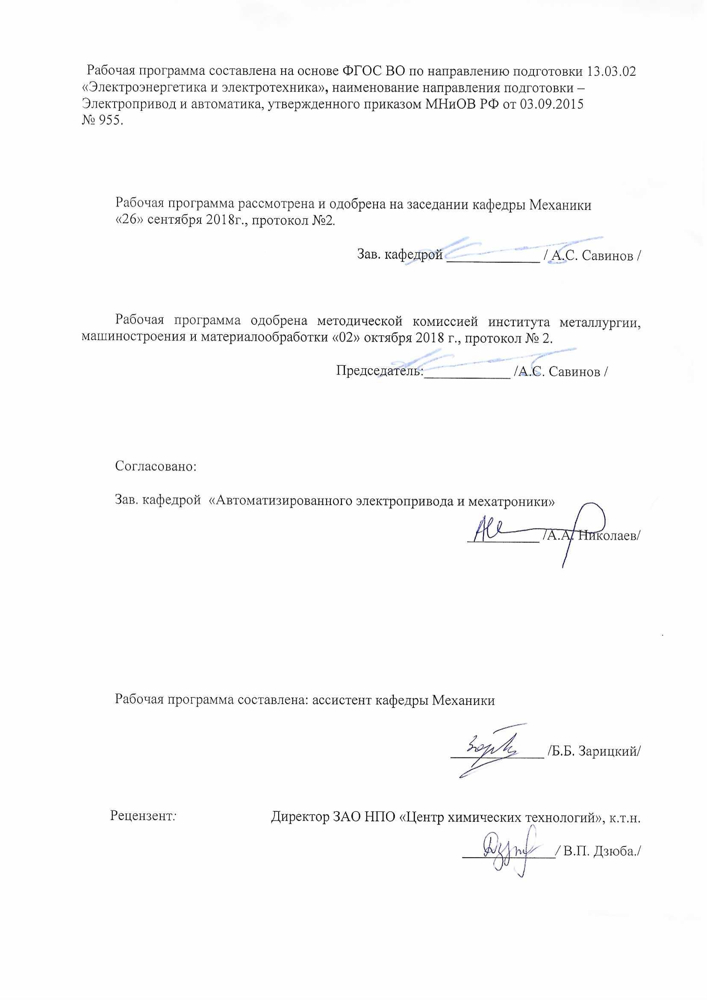 Рабочая программа составлена на основе ФГОС ВО по направлению подготовки 13.03.02
«Электроэнергетика и электротехника», наименование направления подготовки –
Электропривод и автоматика, утвержденного приказом МНиОВ РФ от 03.09.2015
№ 955.
Рабочая программа рассмотрена и одобрена на заседании кафедры Механики
«26» сентября 2018г., протокол №2.
Зав. кафедрой _____________ / А.С. Савинов /
Рабочая программа одобрена методической комиссией института металлургии,
машиностроения и материалообработки «02» октября 2018 г., протокол № 2.
Председатель:____________ /А.С. Савинов /
Согласовано:
Зав. кафедрой «Автоматизированного электропривода и мехатроники»
__________ /А.А. Николаев/
Рабочая программа составлена: ассистент кафедры Механики
_____________ /Б.Б. Зарицкий/
Рецензент: Директор ЗАО НПО «Центр химических технологий», к.т.н.
_____________/ В.П. Дзюба./